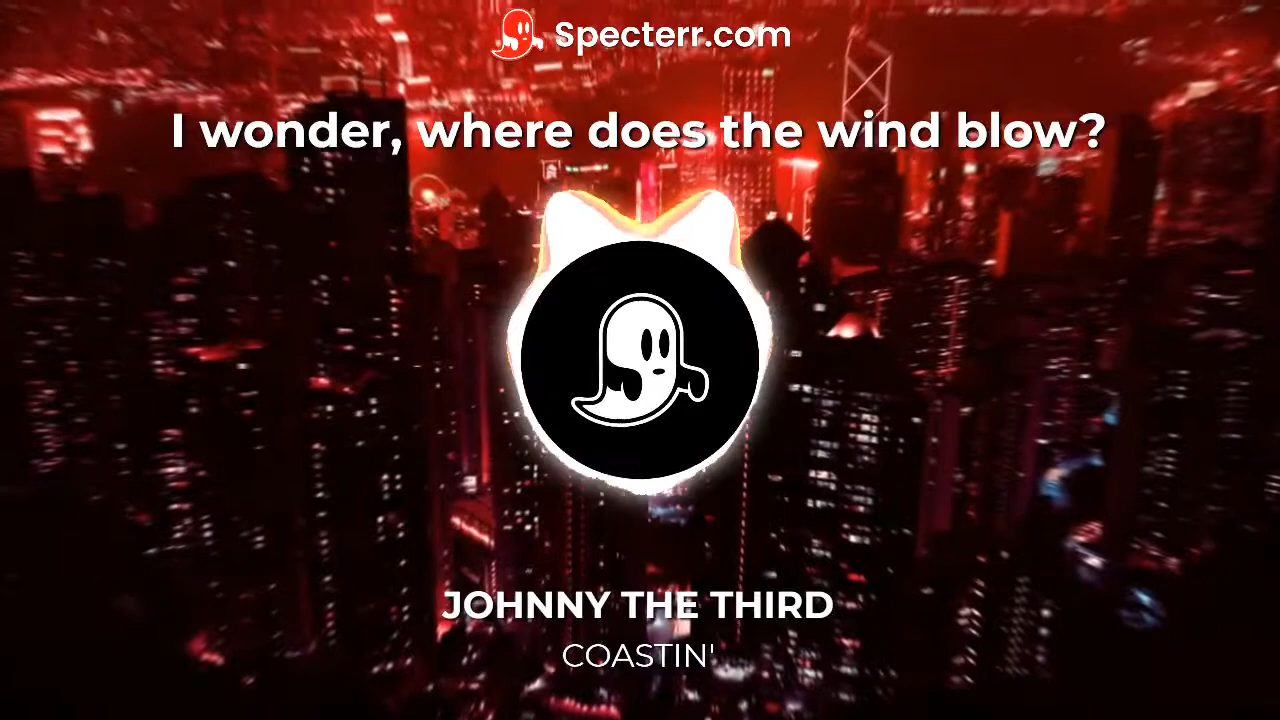 Specterr.com
I wonder, where does the wind blow?
JOHNNY THE THIRD
COASTIN'